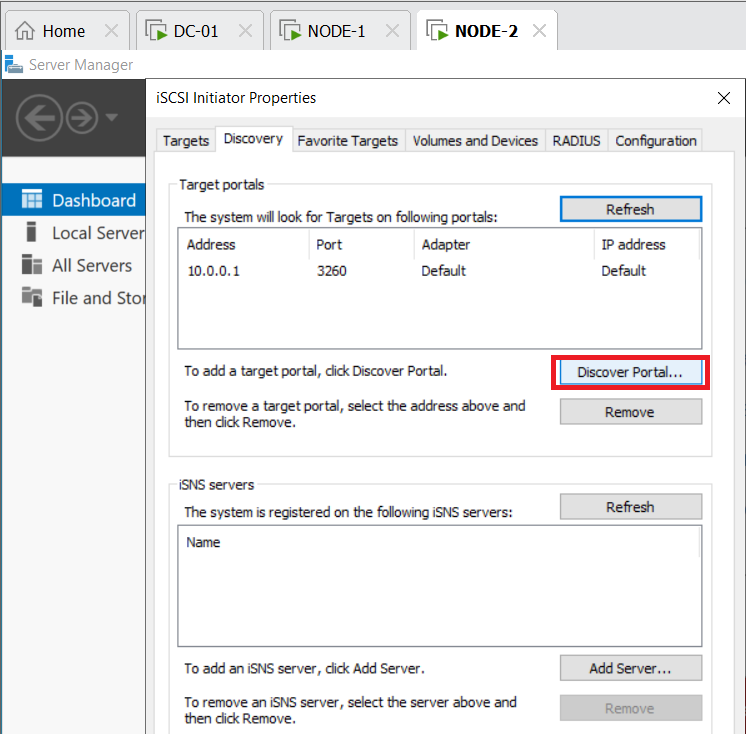 Home DC-01 NODE-1 NODE-2
Server Manager
iSCSI Initiator Properties
Dashboard
Local Server
All Servers
File and Stor
Targets Discovery Favorite Targets Volumes and Devices RADIUS Configuration
Target portals
The system will look for Targets on following portals:
Refresh
Address Port Adapter IP address
10.0.0.1 3260 Default Default
To add a target portal, click Discover Portal.
Discover Portal...
To remove a target portal, select the address above and
then click Remove.
Remove
iSNS servers
The system is registered on the following iSNS servers:
Refresh
Name
To add an iSNS server, click Add Server.
Add Server...
To remove an iSNS server, select the server above and
then click Remove.
Remove